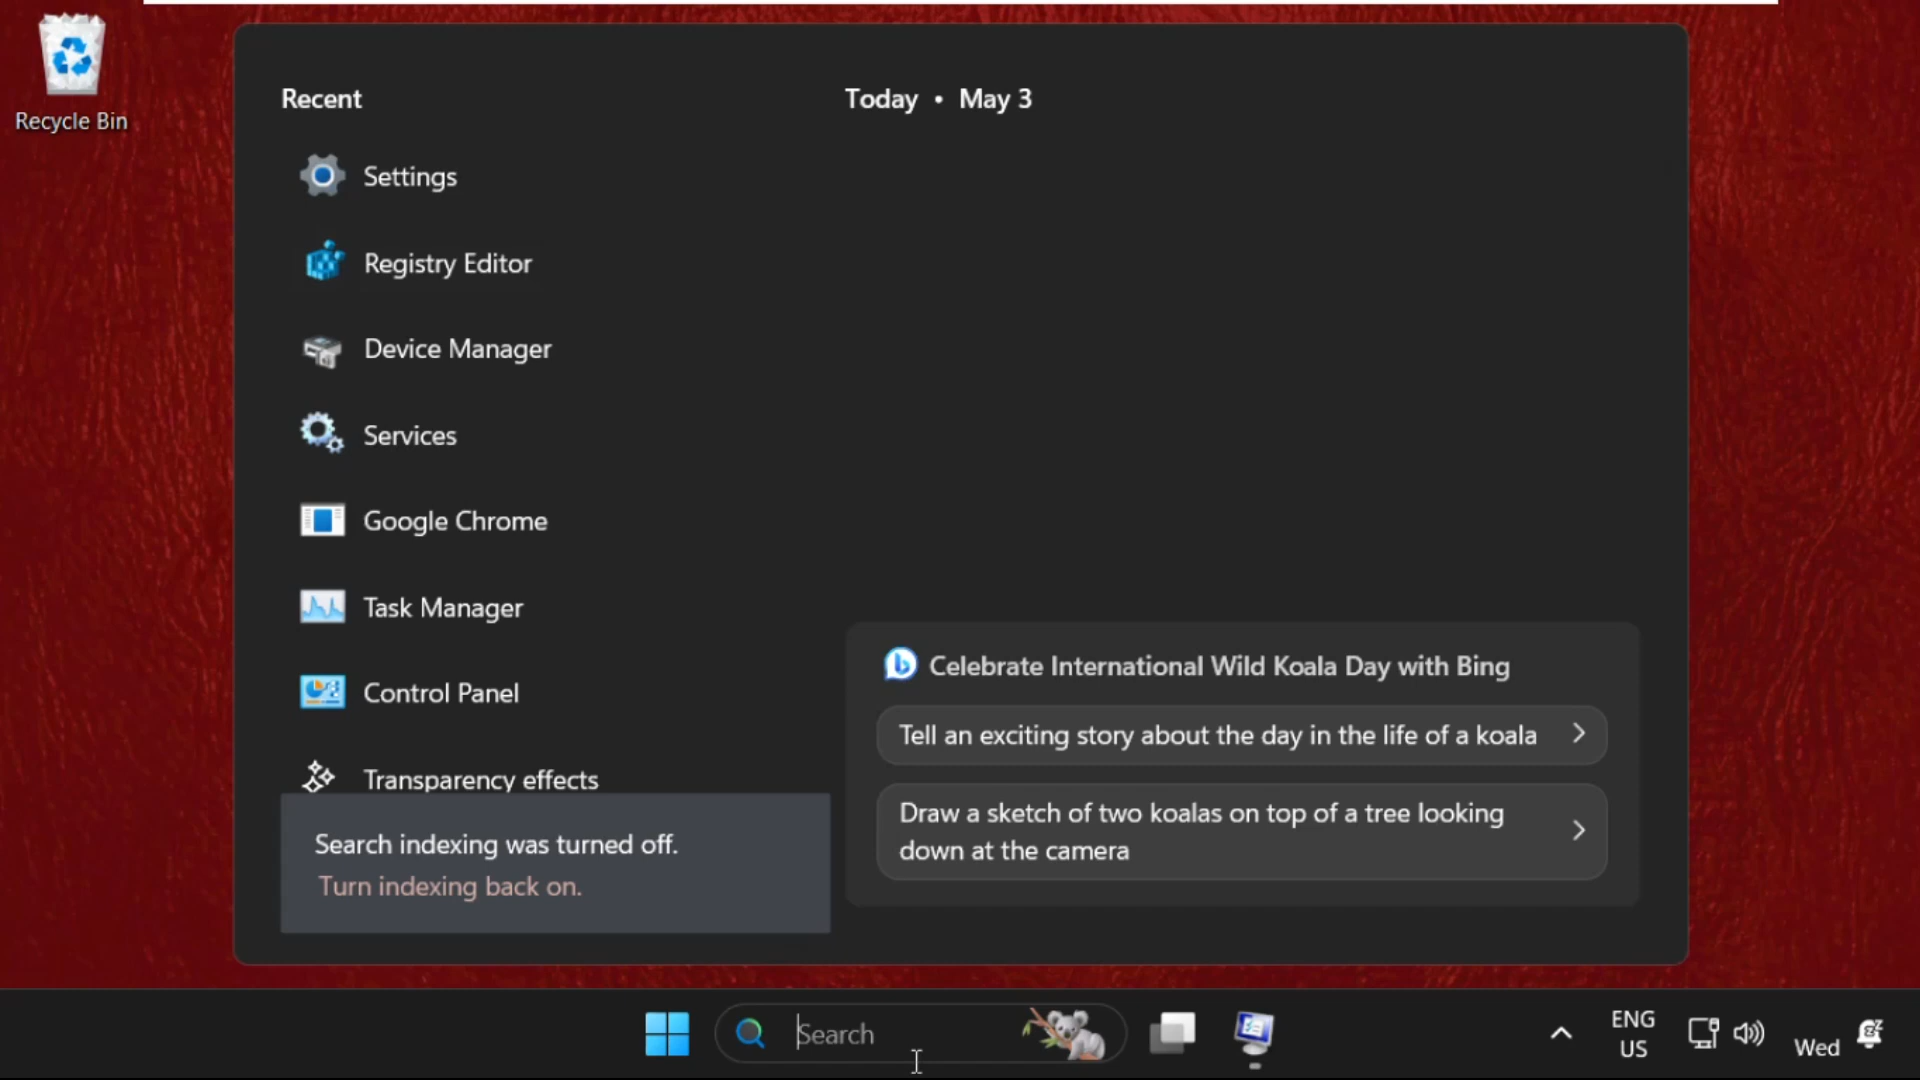 Recycle Bin
Recent
Settings
Registry Editor
Device Manager
Services
Google Chrome
Task Manager
Control Panel
Transparency effects
Search indexing was turned off.
Turn indexing back on.
Today • May 3
Celebrate International Wild Koala Day with Bing
Tell an exciting story about the day in the life of a koala
Draw a sketch of two koalas on top of a tree looking
down at the camera
Search
ENG
US
Wed